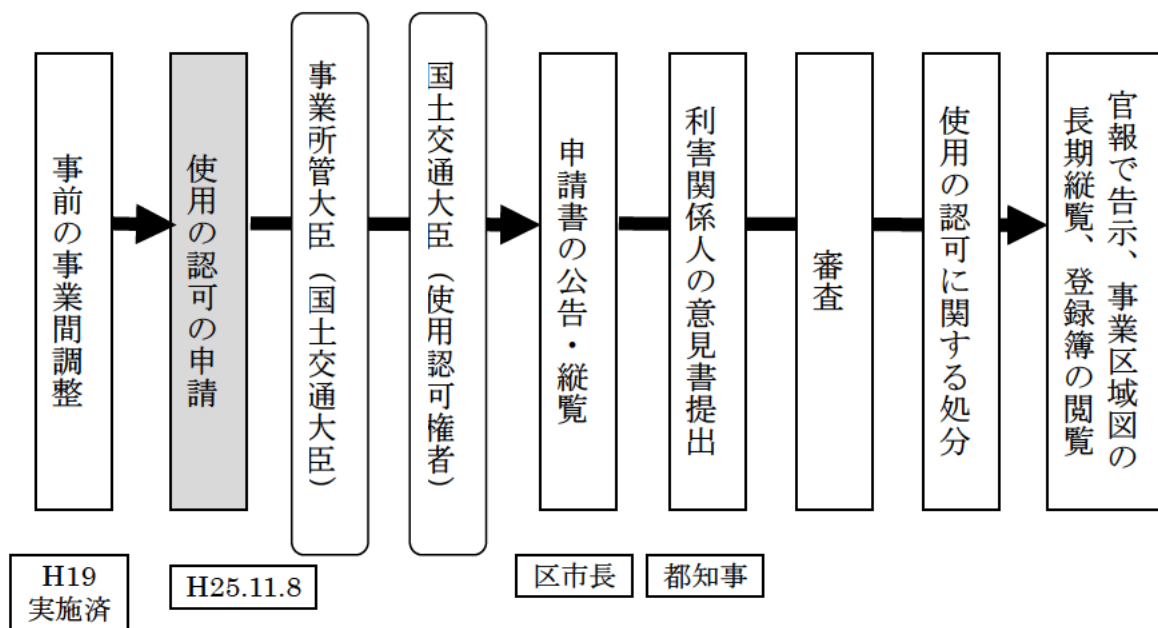 事前の事業間調整
使用の認可の申請
事業所管大臣（国土交通大臣）
国土交通大臣（使用認可権者）
申請書の公告・縦覧
利害関係人の意見書提出
審査
使用の認可に関する処分
官報で告示、事業区域図の
長期縦覧、登録簿の閲覧
H19
実施済
H25.11.8
区市長
都知事